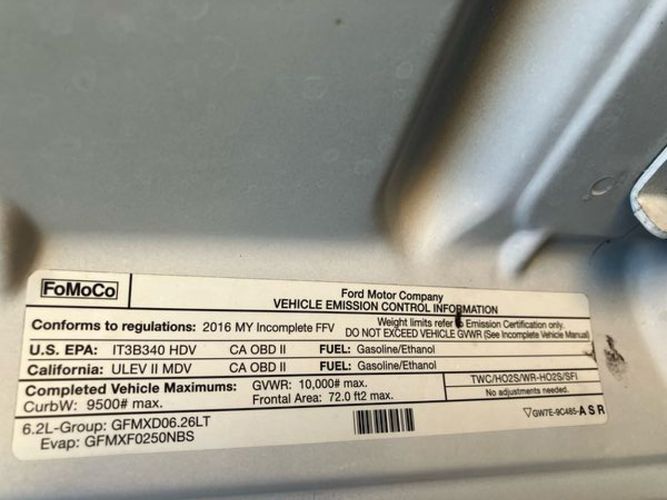 FoMoCo
Ford Motor Company
VEHICLE EMISSION CONTROL INFORMATION
Conforms to regulations: 2016 MY Incomplete FFV
Weight limits refer to Emission Certification only.
DO NOT EXCEED VEHICLE GVWR (See Incomplete Vehicle Manual)
U.S. EPA: IT3B340 HDV CA OBD II FUEL: Gasoline/Ethanol
California: ULEV II MDV CA OBD II FUEL: Gasoline/Ethanol
Completed Vehicle Maximums: GVWR: 10,000# max.
CurbW: 9500# max. Frontal Area: 72.0 ft2 max.
TWC/HO2S/WR-HO2S/SFI
No adjustments needed.
6.2L-Group: GFMXD06.26LT
Evap: GFMXF0250NBS
GW7E-9C485-ASR